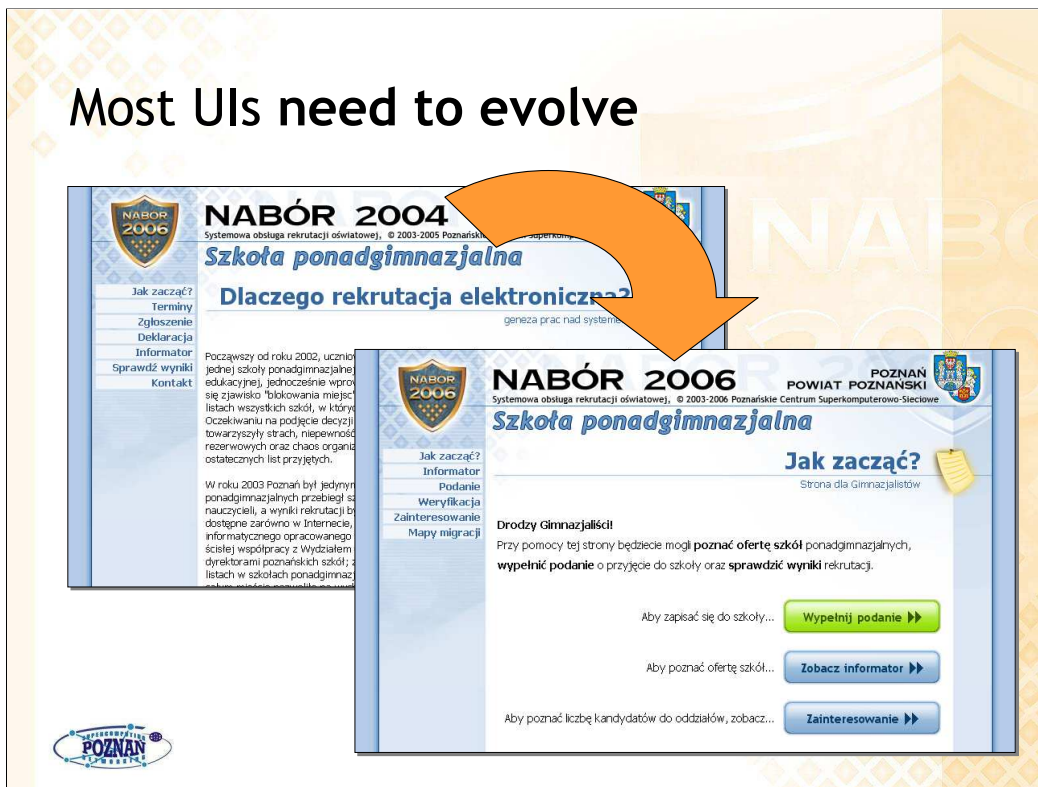 Most UIs need to evolve
NABOR
2006
NABÓR 2004
Systemowa obsługa rekrutacji oświatowej, © 2003-2005 Poznański
Szkoła ponadgimnazjalna
Jak zacząć?
Terminy
Zgłoszenie
Deklaracja
Informator
Sprawdź wyniki
Kontakt
Dlaczego rekrutacja elektroniczna?
geneza prac nad systeme
Począwszy od roku 2002, uczniow
jednej szkoły ponadgimnazjalnej
edukacyjnej, jednocześnie wprow
się zjawisko "blokowania miejsc"
listach wszystkich szkół, w któryc
Oczekiwaniu na podjęcie decyzji
towarzyszyły strach, niepewność
rezerwowych oraz chaos organiz
ostatecznych list przyjętych.
W roku 2003 Poznań był jedynym
ponadgimnazjalnych przebiegł sz
nauczycieli, a wyniki rekrutacji by
dostępne zarówno w Internecie,
informatycznego opracowanego
ścisłej współpracy z Wydziałem
dyrektorami poznańskich szkół; z
listach w szkołach ponadgimnazj
NABOR
2006
NABÓR 2006
POZNAŃ
POWIAT POZNAŃSKI
Systemowa obsługa rekrutacji oświatowej, © 2003-2006 Poznańskie Centrum Superkomputerowo-Sieciowe
Szkoła ponadgimnazjalna
Jak zacząć?
Informator
Podanie
Weryfikacja
Zainteresowanie
Mapy migracji
Jak zacząć?
Strona dla Gimnazjalistów
Drodzy Gimnazjaliści!
Przy pomocy tej strony będziecie mogli poznać ofertę szkół ponadgimnazjalnych,
wypełnić podanie o przyjęcie do szkoły oraz sprawdzić wyniki rekrutacji.
Aby zapisać się do szkoły... Wypełnij podanie
Aby poznać ofertę szkół... Zobacz informator
Aby poznać liczbę kandydatów do oddziałów, zobacz... Zainteresowanie
SUPERCOMPUTING
POZNAŃ
NETWORKING